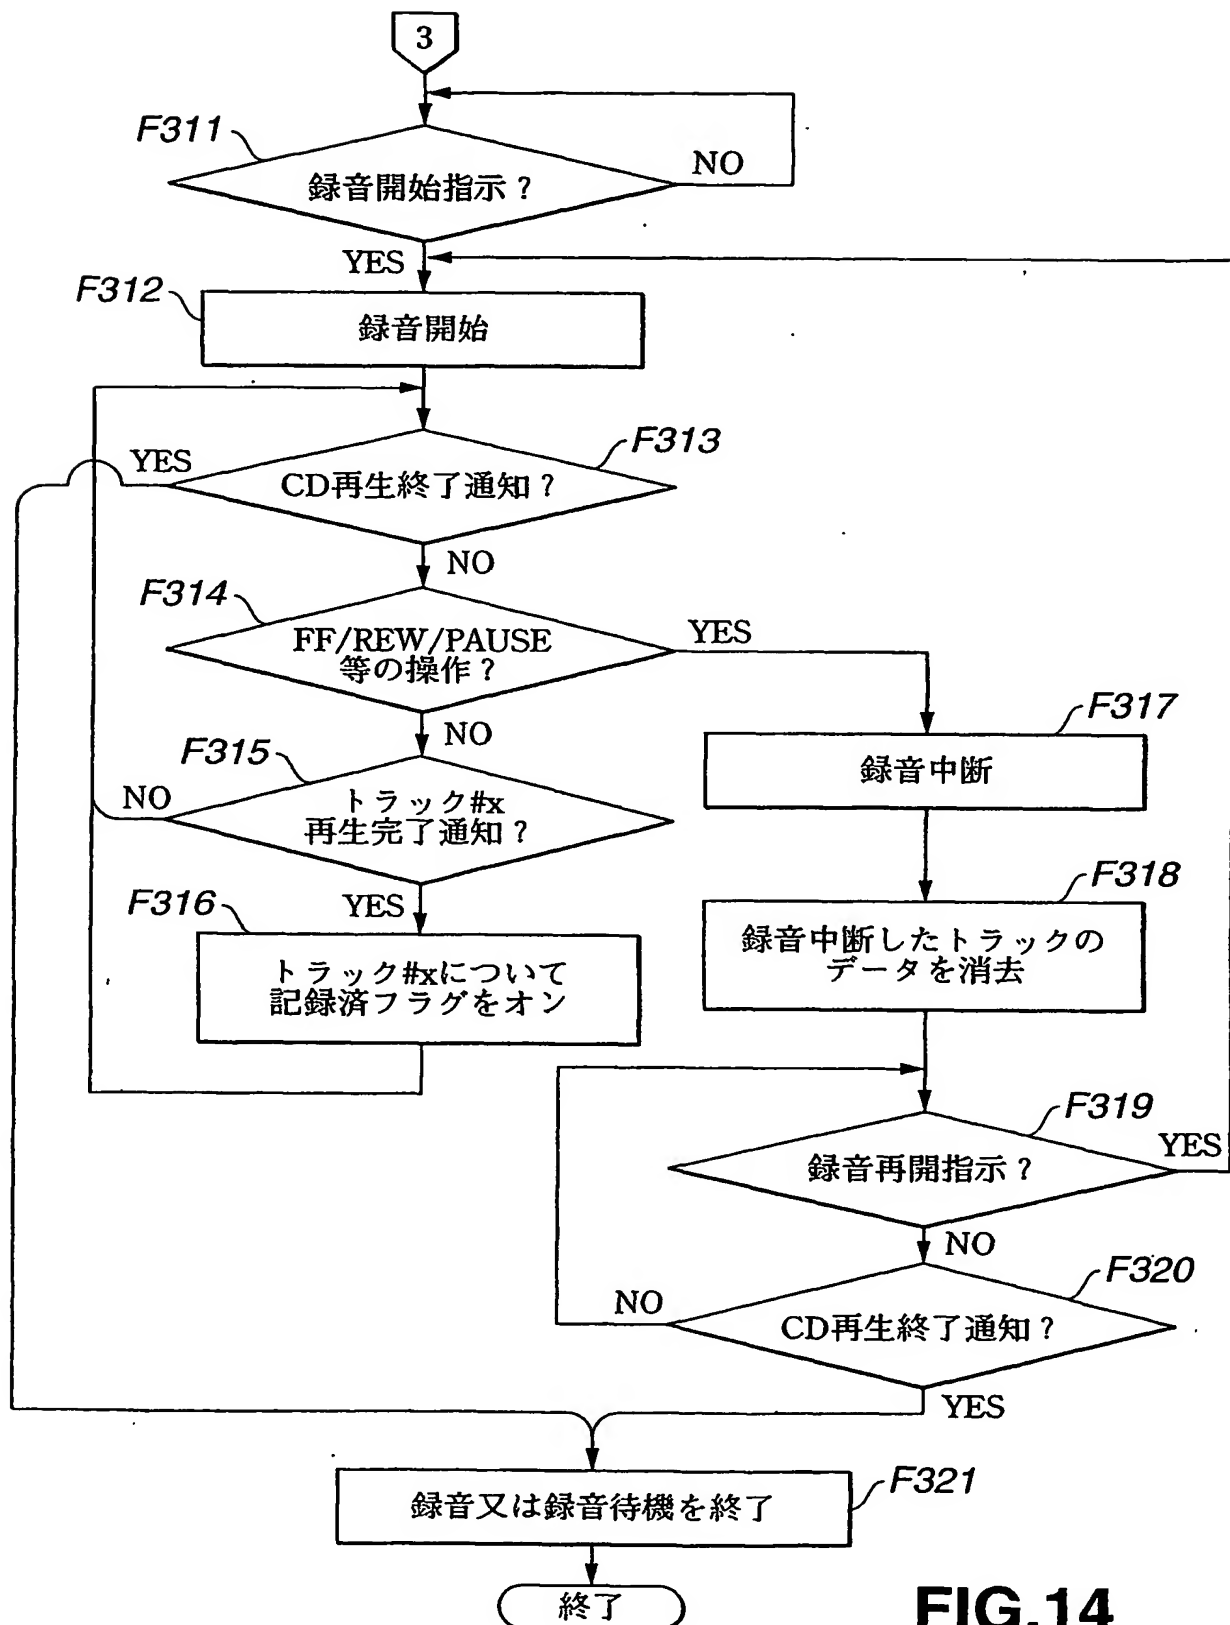 3
F311
録音開始指示？
NO
YES
F312
録音開始
YES
F313
CD再生終了通知？
NO
F314
FF/REW/PAUSE
等の操作？
YES
NO
F315
F317
録音中断
NO
トラック#x
再生完了通知？
YES
F316
F318
録音中断したトラックの
データを消去
トラック#xについて
記録済フラグをオン
F319
録音再開指示？
YES
NO
F320
NO
CD再生終了通知？
YES
F321
録音又は録音待機を終了
終了
FIG.14